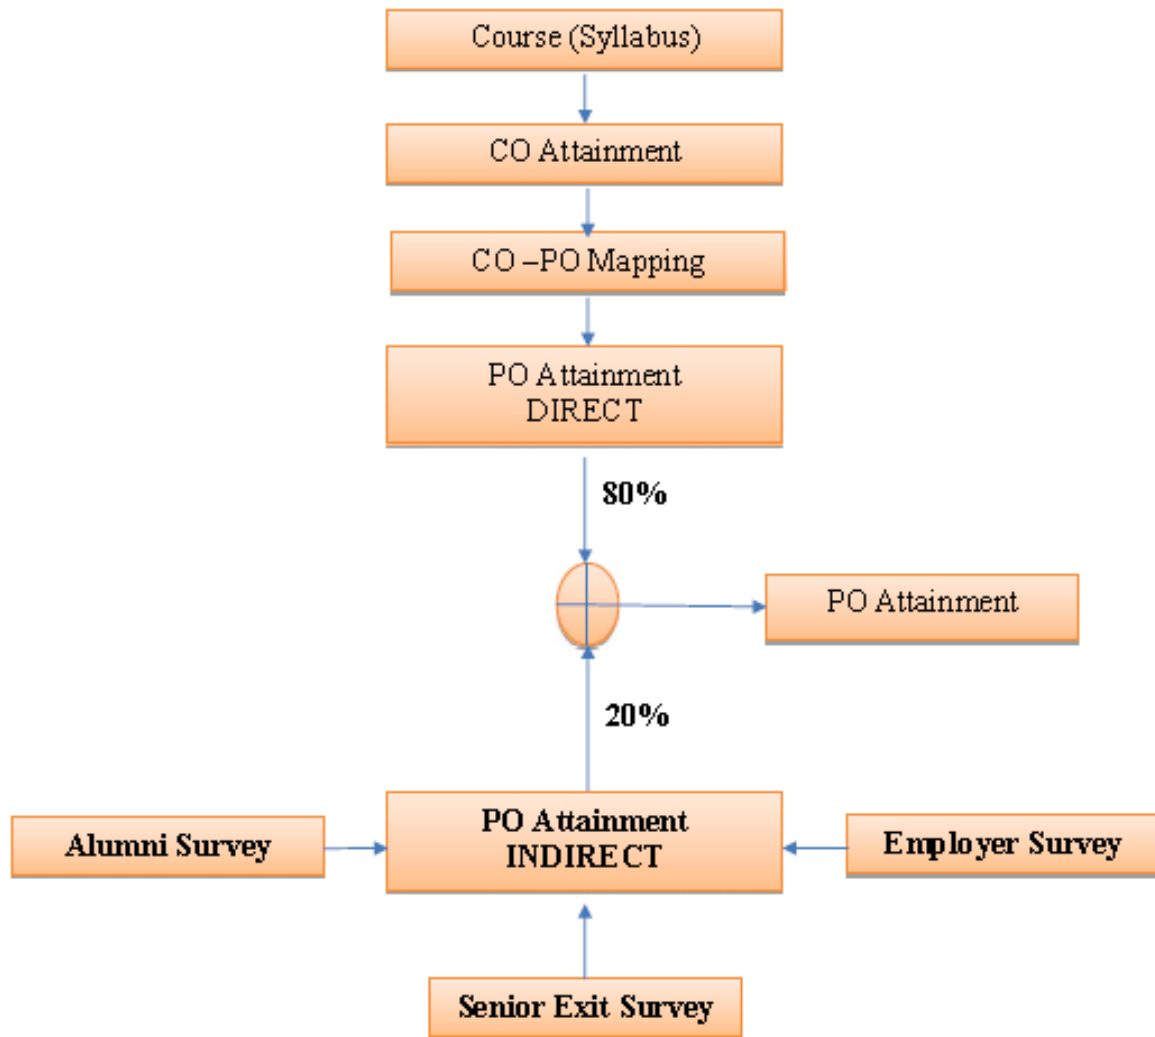 Course (Syllabus)
CO Attainment
CO –PO Mapping
PO Attainment
DIRECT
80%
PO Attainment
20%
PO Attainment
INDIRECT
Alumni Survey
Employer Survey
Senior Exit Survey